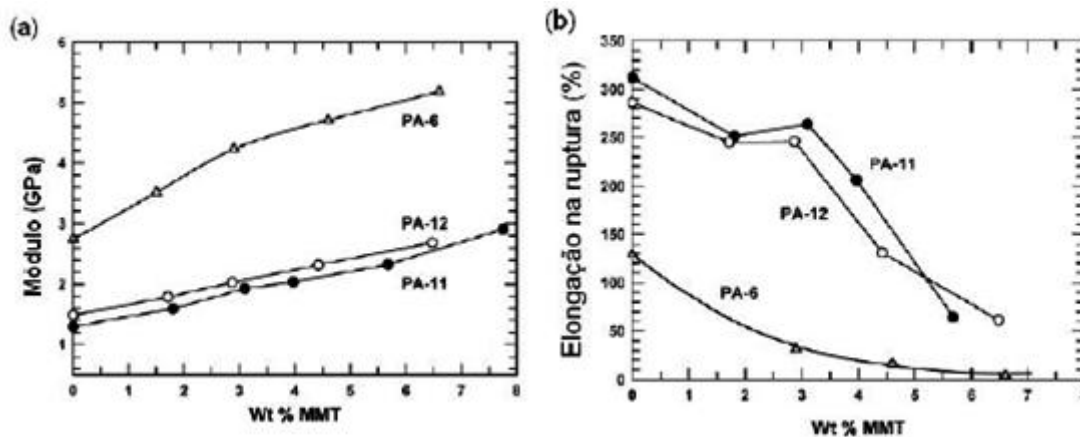 (a)
6
5
4
3
2
1
Módulo (GPa)
PA-6
PA-12
PA-11
0 1 2 3 4 5 6 7 8
Wt % MMT
(b)
350
300
250
200
150
100
50
0
Elongação na ruptura (%)
PA-11
PA-12
PA-6
0 1 2 3 4 5 6 7 8
Wt % MMT